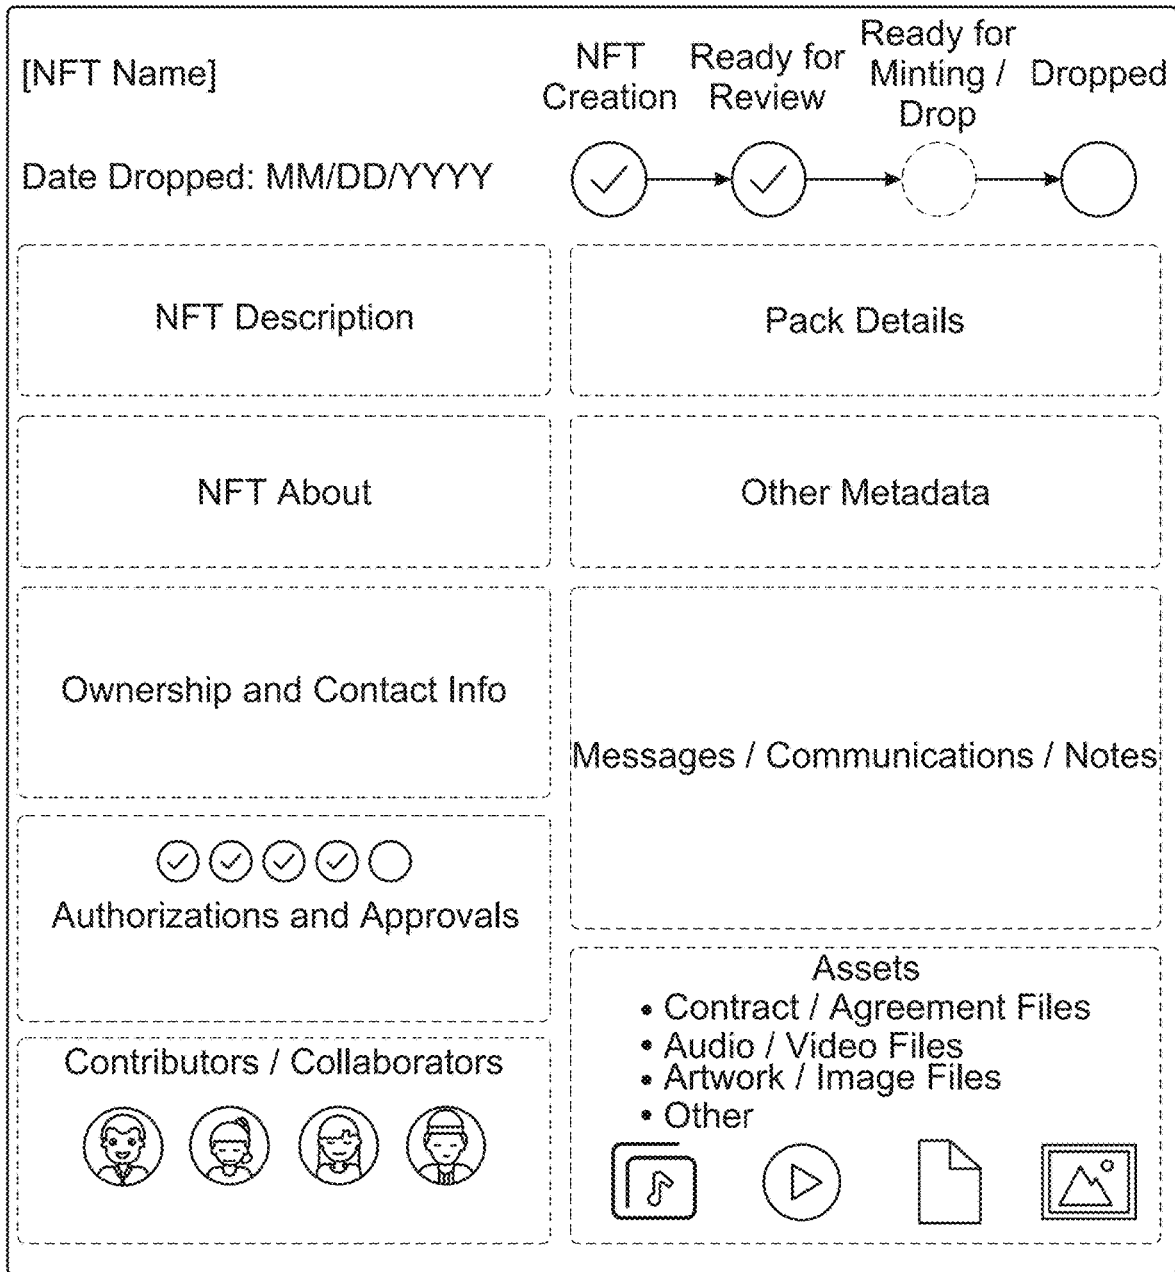 [NFT Name]
NFT
Creation
Ready for
Review
Ready for
Minting /
Drop
Dropped
Date Dropped: MM/DD/YYYY
NFT Description
Pack Details
NFT About
Other Metadata
Ownership and Contact Info
Messages / Communications / Notes
Authorizations and Approvals
Assets
• Contract / Agreement Files
• Audio / Video Files
• Artwork / Image Files
• Other
Contributors / Collaborators